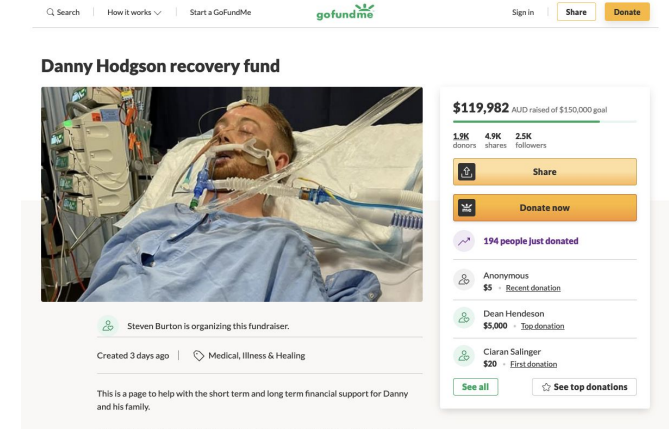 Search
How it works
Start a GoFundMe
gofundme
Sign in
Share
Donate
Danny Hodgson recovery fund
$119,982 AUD raised of $150,000 goal
1.9K 4.9K 2.5K
donors shares followers
Share
Donate now
194 people just donated
Anonymous
$5 • Recent donation
Dean Hendeson
$5,000 • Top donation
Ciaran Salinger
$20 • First donation
See all
See top donations
Steven Burton is organizing this fundraiser.
Created 3 days ago
Medical, Illness & Healing
This is a page to help with the short term and long term financial support for Danny
and his family.